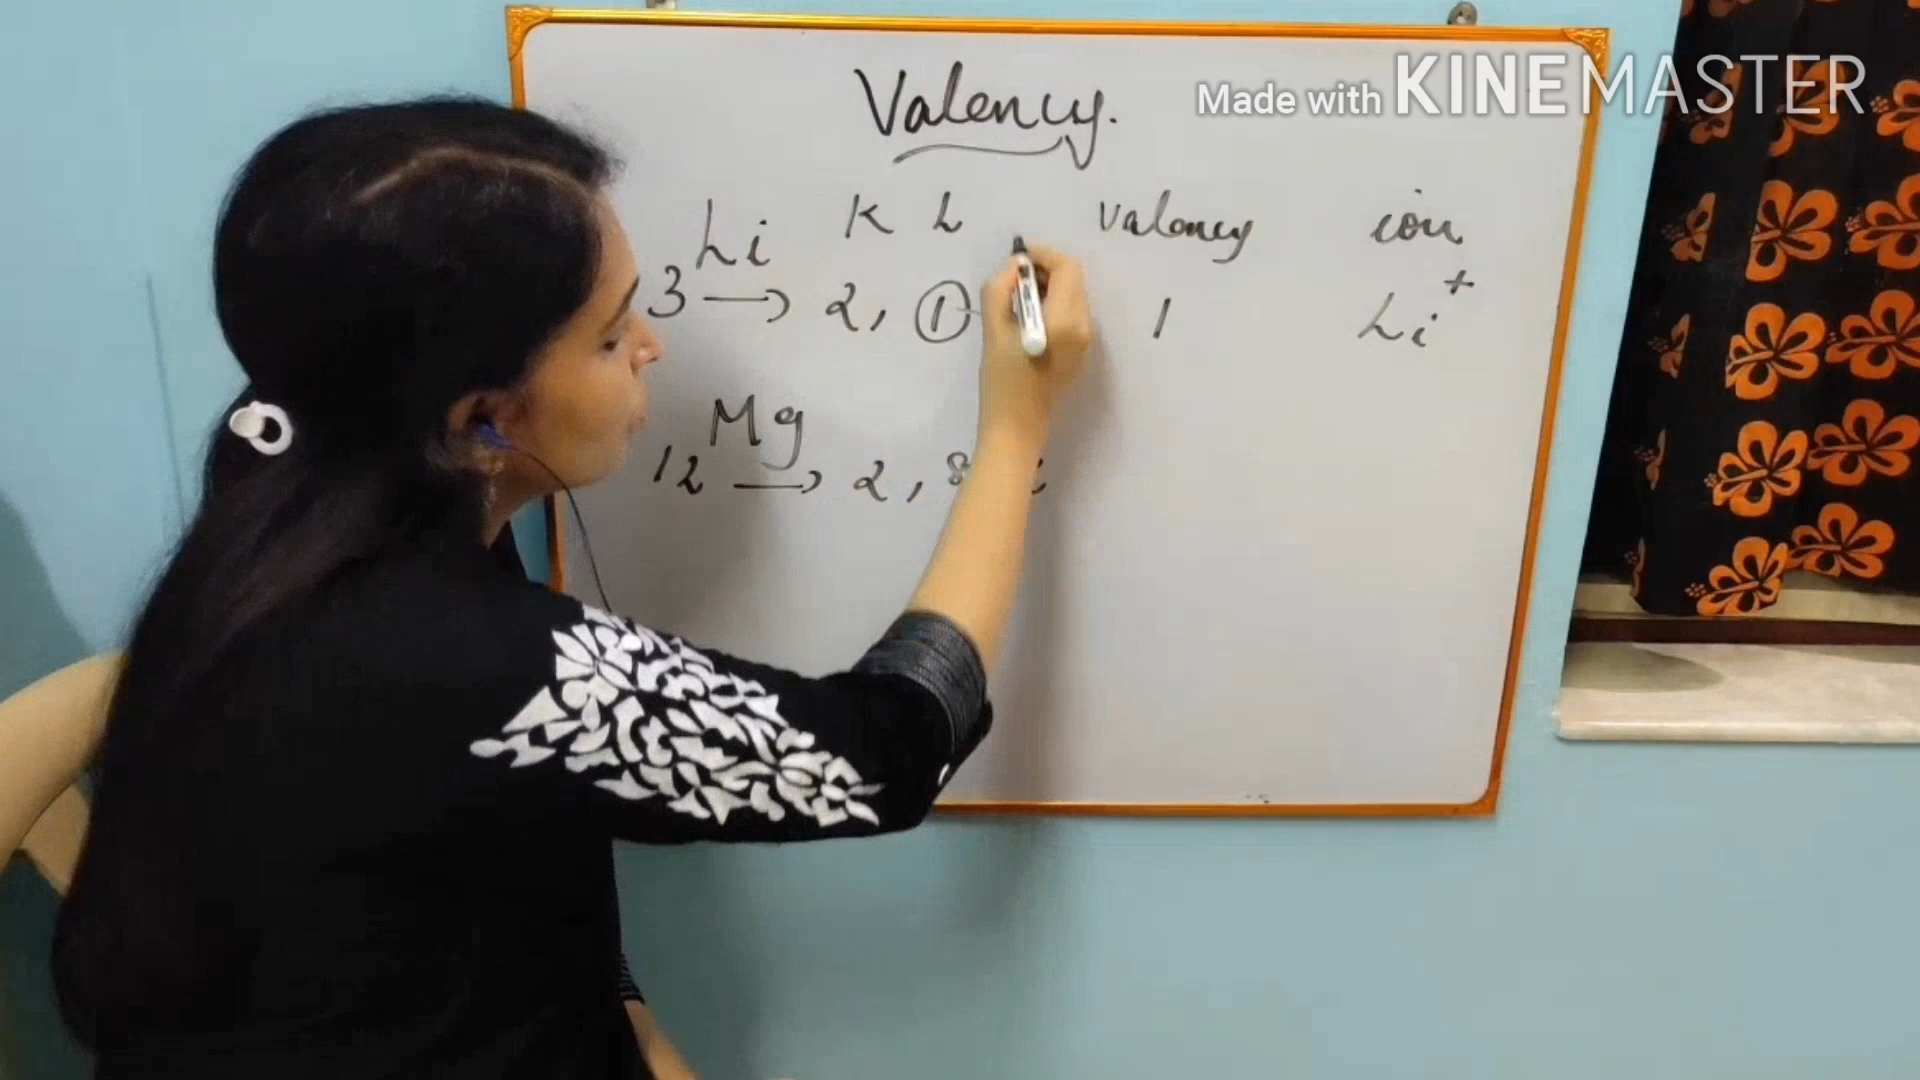 Valency.
Made with KINEMASTER
Li K L valency ion
3 → 2, 1 1 Li+
Mg
12 → 2, 8